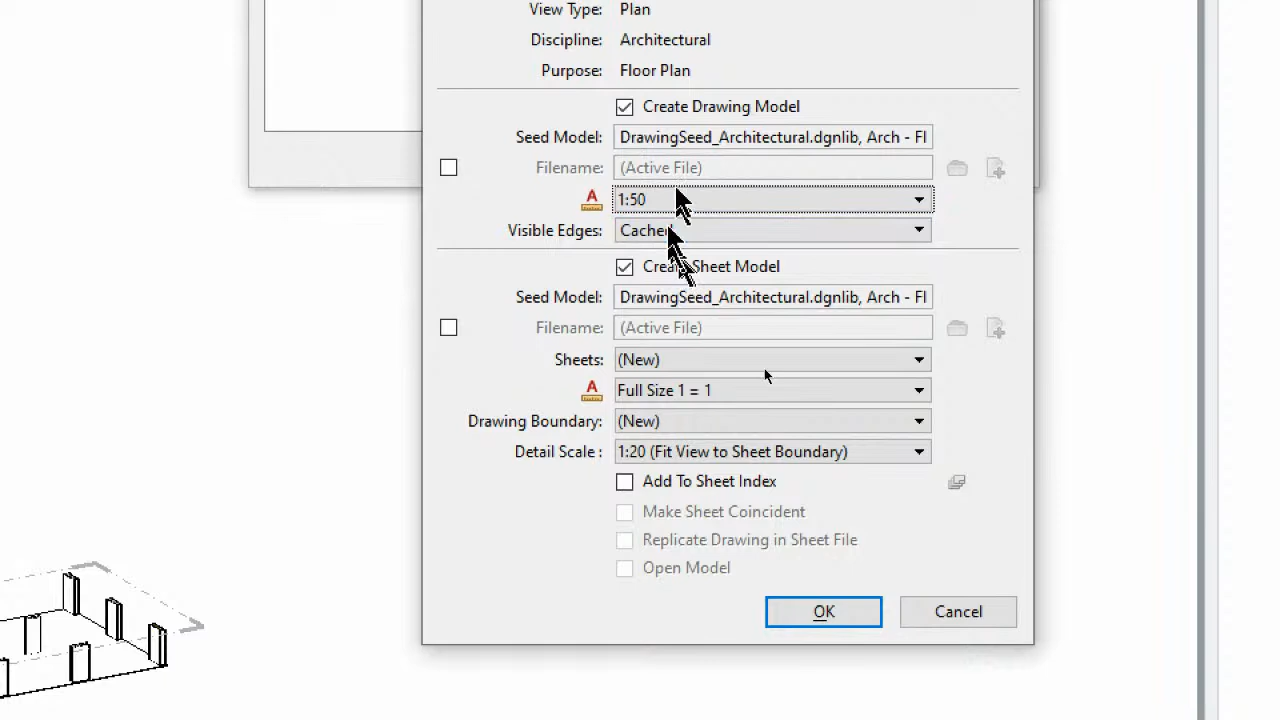 View Type: Plan
Discipline: Architectural
Purpose: Floor Plan
Create Drawing Model
Seed Model: DrawingSeed_Architectural.dgnlib, Arch - Fl
Filename: (Active File)
A 1:50
Visible Edges: Cached
Create Sheet Model
Seed Model: DrawingSeed_Architectural.dgnlib, Arch - Fl
Filename: (Active File)
Sheets: (New)
A Full Size 1 = 1
Drawing Boundary: (New)
Detail Scale : 1:20 (Fit View to Sheet Boundary)
Add To Sheet Index
Make Sheet Coincident
Replicate Drawing in Sheet File
Open Model
OK Cancel